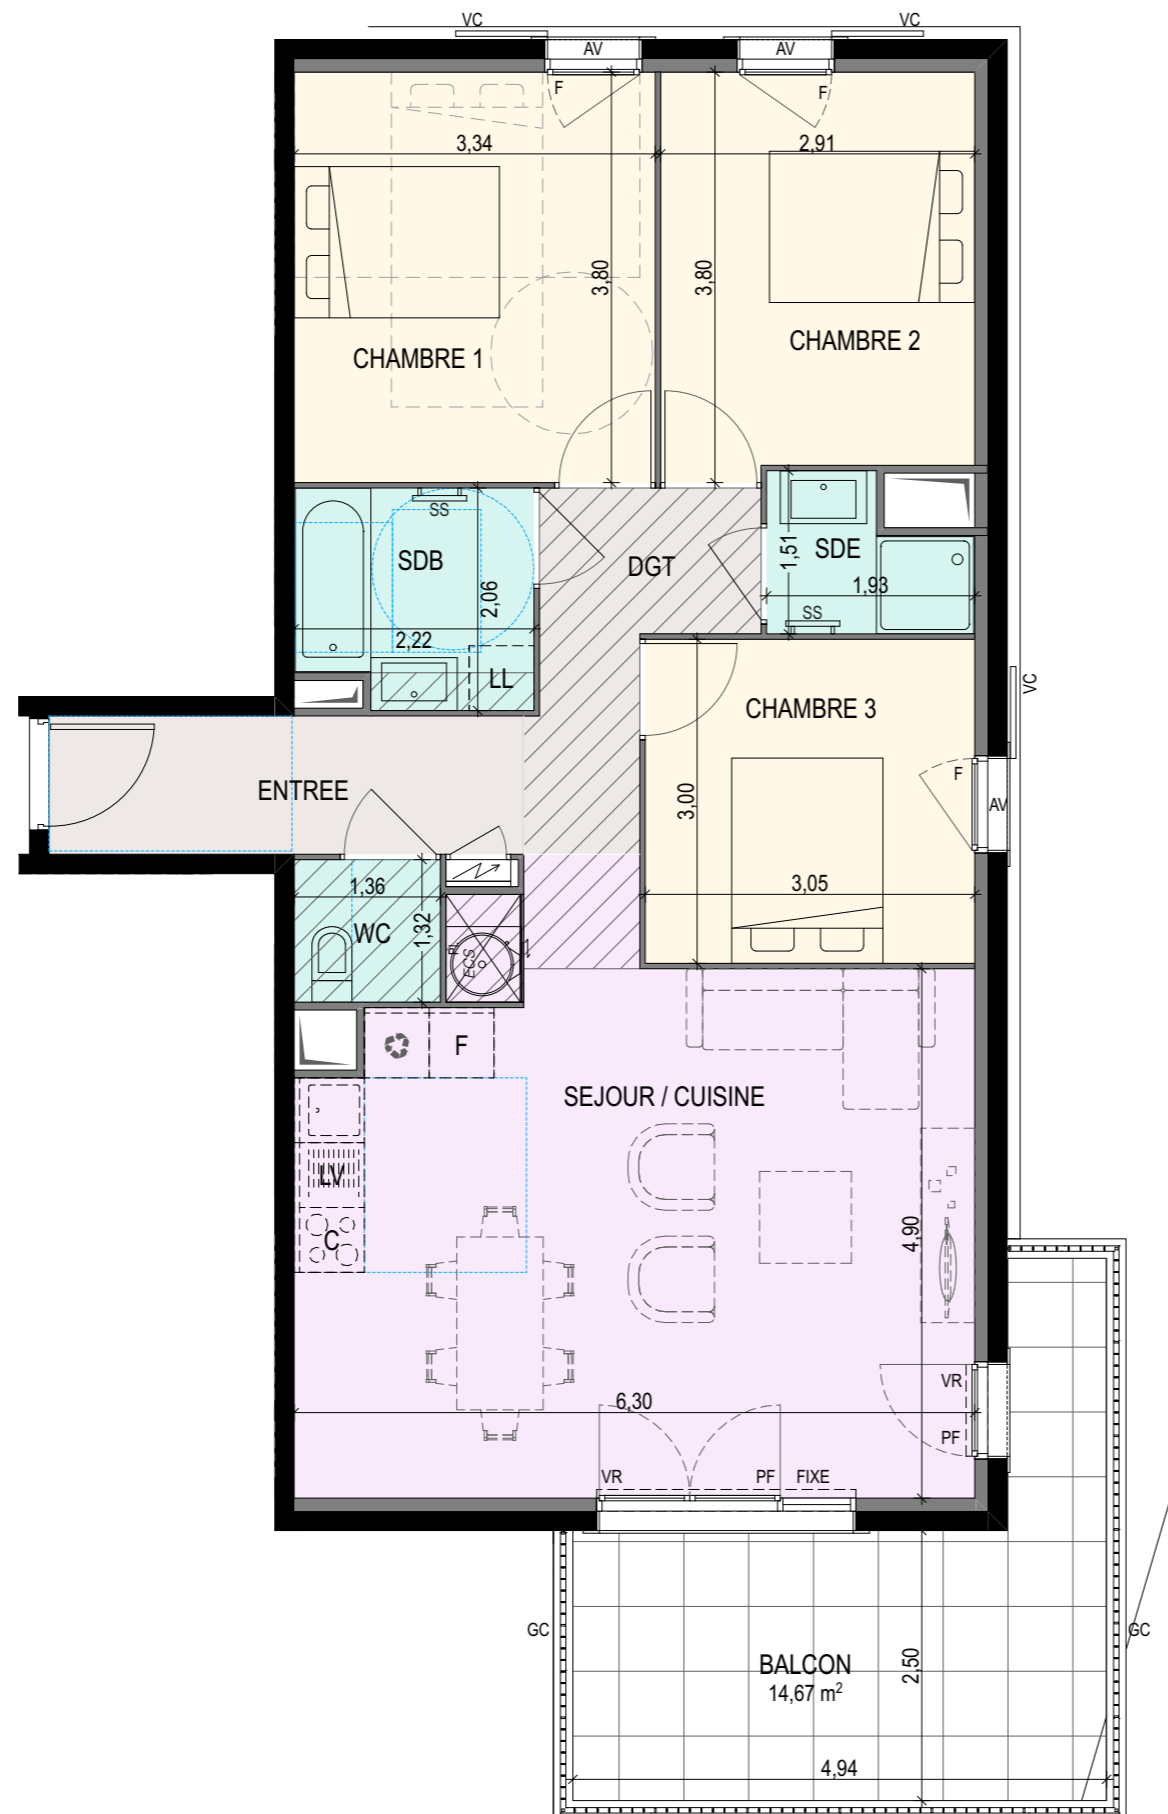 VC
VC
AV
AV
F
F
3,34
2,91
3,80
3,80
CHAMBRE 1
CHAMBRE 2
SS
SDB
2,06
2,22
LL
DGT
1,51
SDE
1,93
SS
VC
CHAMBRE 3
F
AV
3,00
3,05
ENTREE
1,36
1,32
WC
PL
ECS
F
SEJOUR / CUISINE
LV
C
4,90
6,30
VR
PF
VR
PF
FIXE
GC
GC
BALCON
14,67 m²
2,50
4,94